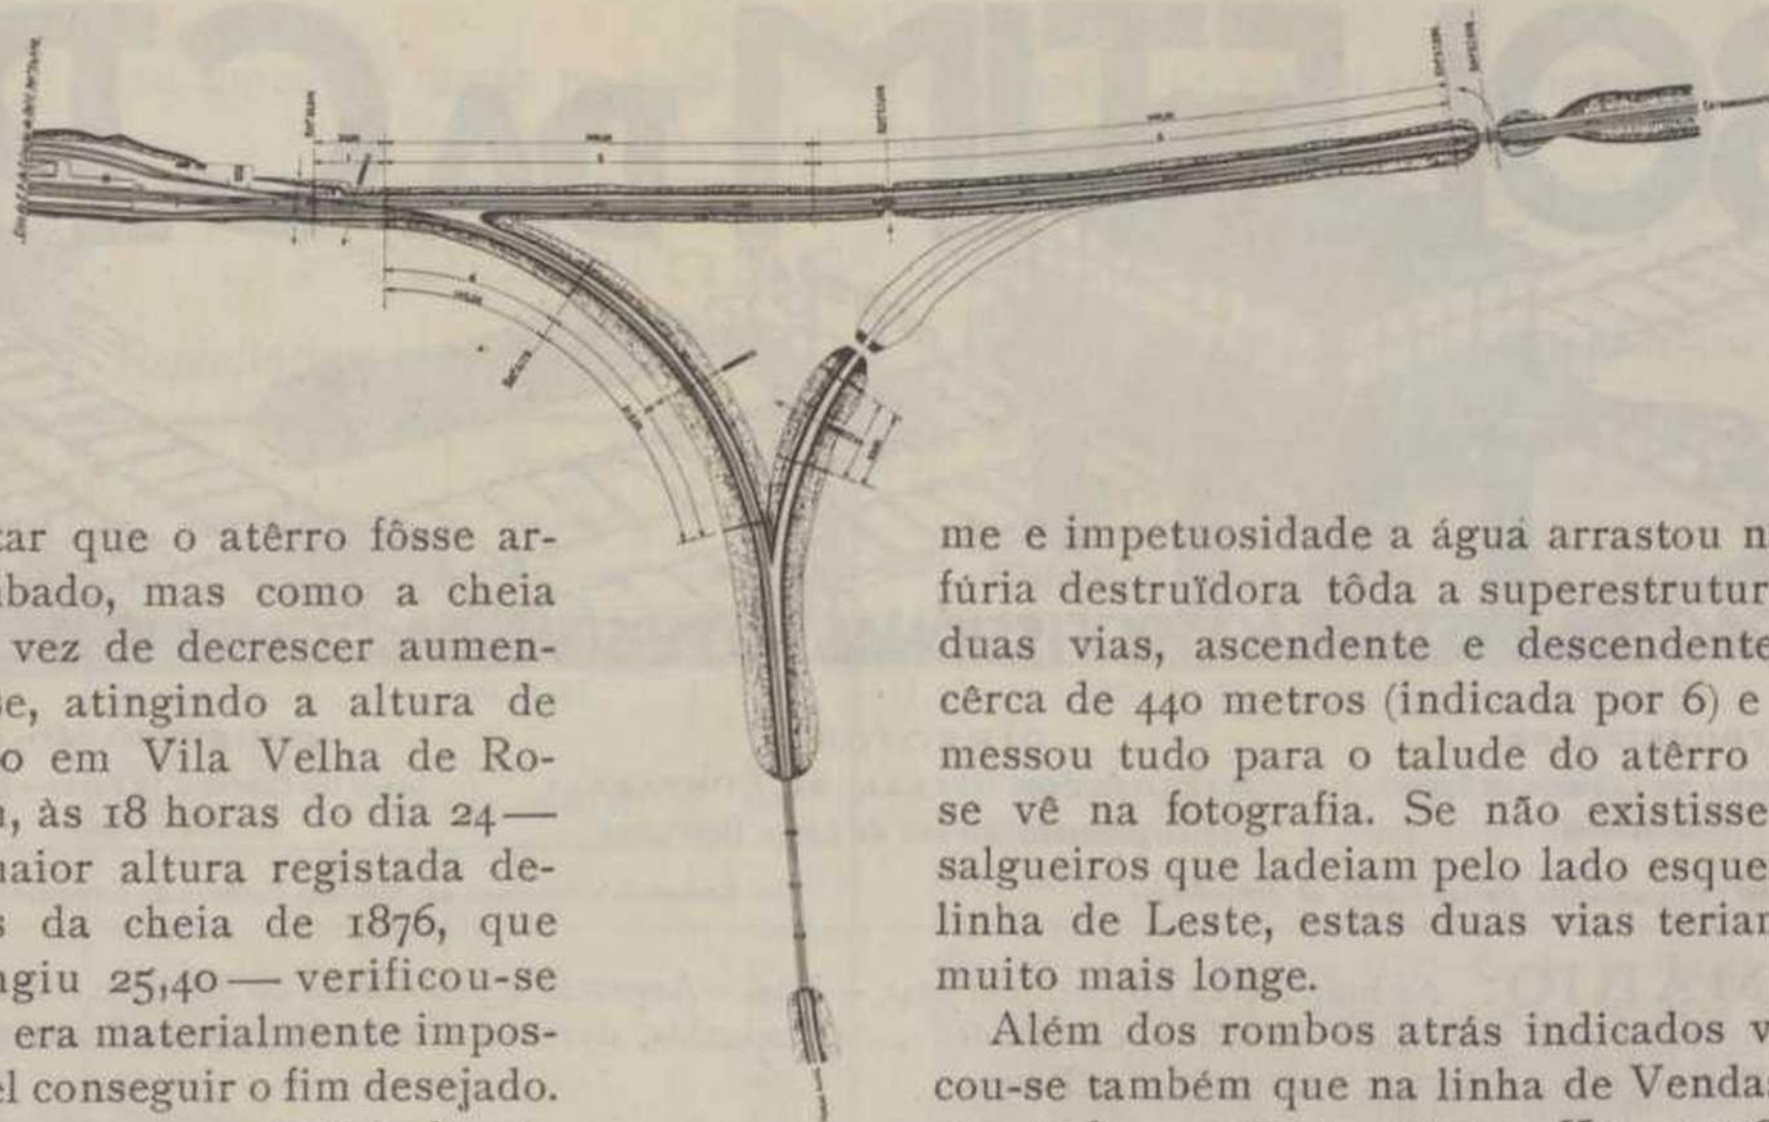 tar que o atêrro fôsse ar-
bado, mas como a cheia
vez de decrescer aumen-
e, atingindo a altura de
o em Vila Velha de Ro-
, às 18 horas do dia 24—
naior altura registada de-
s da cheia de 1876, que
ngiu 25,40— verificou-se
era materialmente impos-
el conseguir o fim desejado.
me e impetuosidade a água arrastou n
fúria destruïdora tôda a superestrutur
duas vias, ascendente e descendente
cêrca de 440 metros (indicada por 6) e
messou tudo para o talude do atêrro
se vê na fotografia. Se não existisse
salgueiros que ladeiam pelo lado esque
linha de Leste, estas duas vias teriar
muito mais longe.
Além dos rombos atrás indicados v
cou-se também que na linha de Vendas